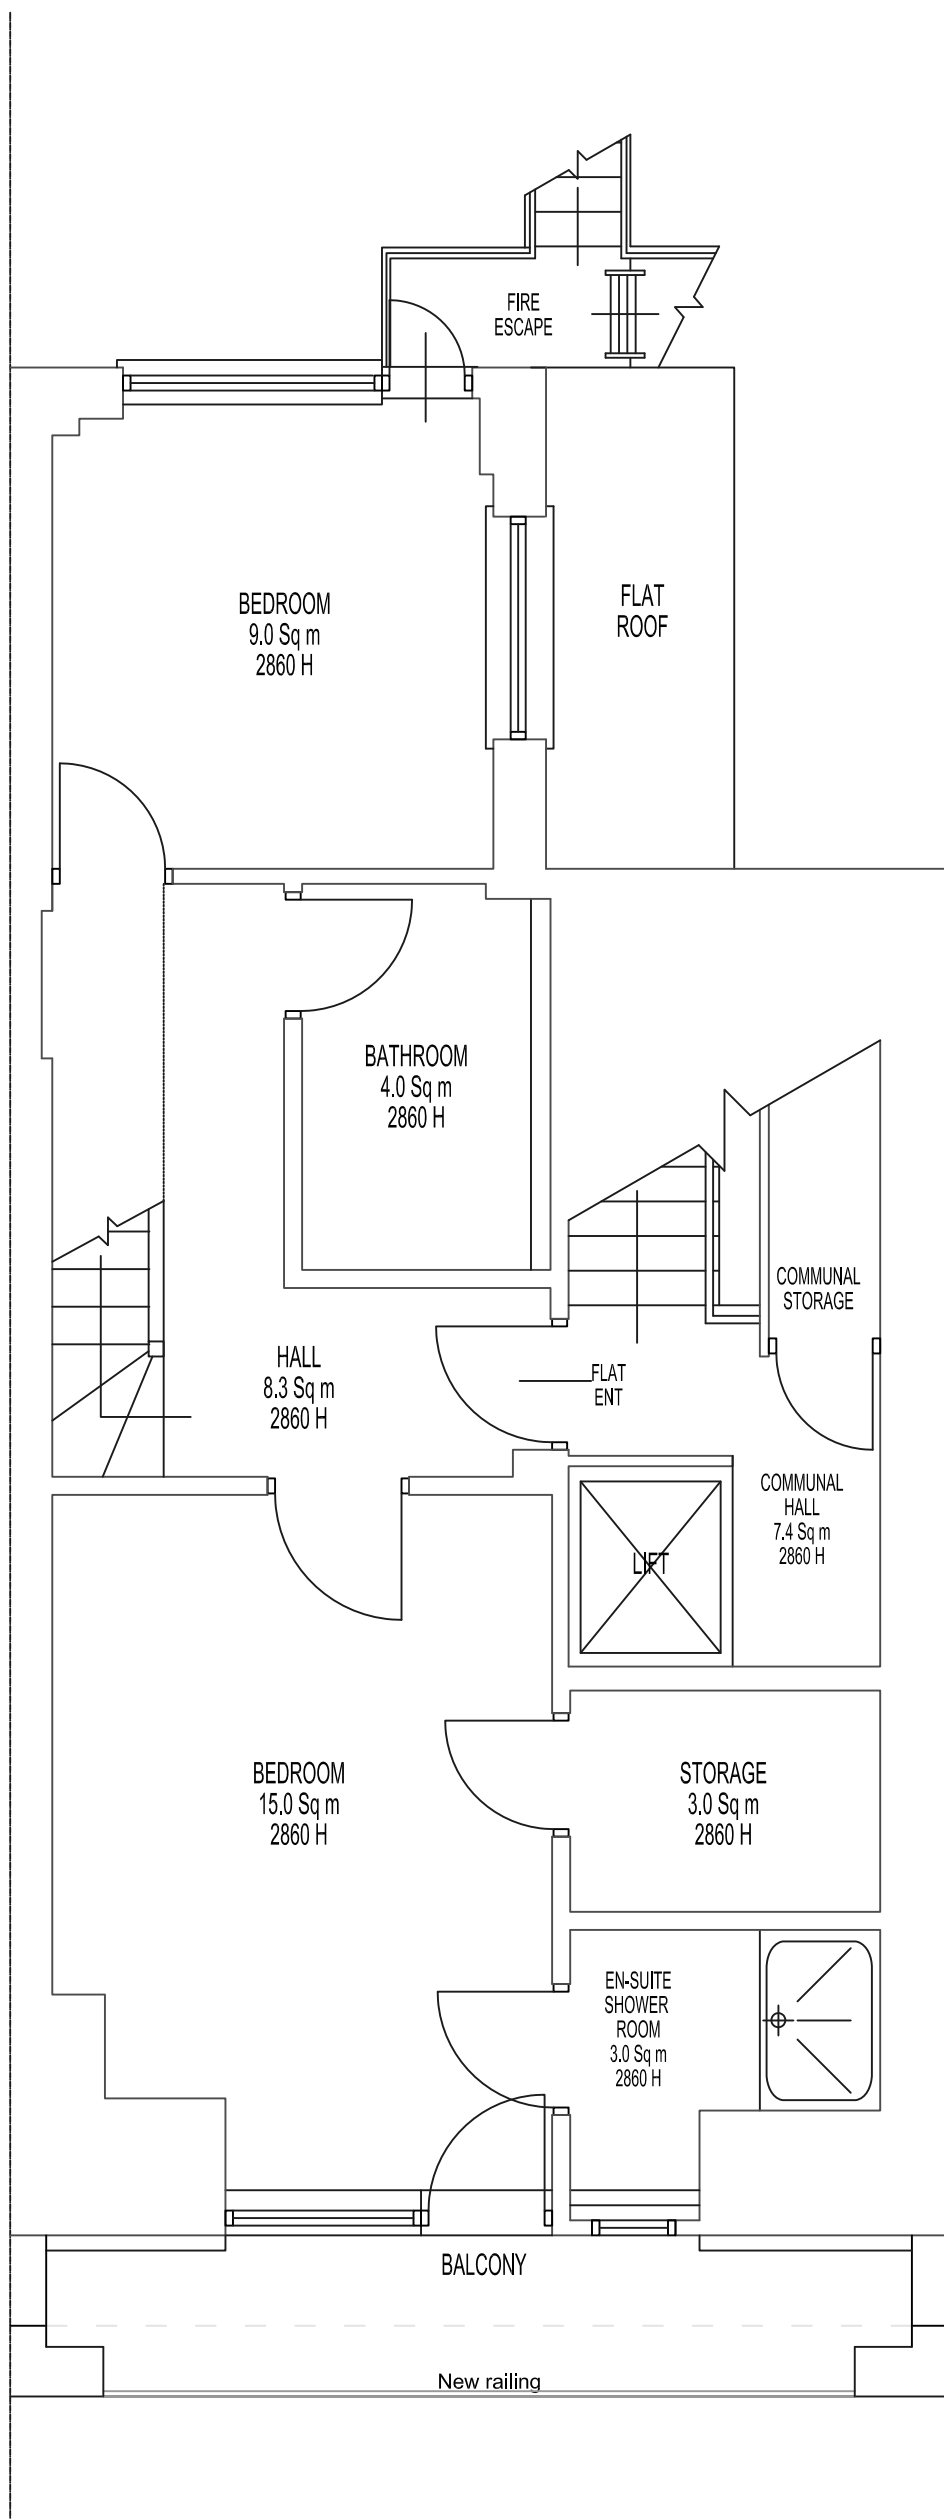 FIRE
ESCAPE
BEDROOM
9.0 Sq m
2860 H
FLAT
ROOF
BATHROOM
4.0 Sq m
2860 H
COMMUNAL
STORAGE
HALL
8.3 Sq m
2860 H
FLAT
ENT
COMMUNAL
HALL
7.4 Sq m
2860 H
LIFT
BEDROOM
15.0 Sq m
2860 H
STORAGE
3.0 Sq m
2860 H
EN-SUITE
SHOWER
ROOM
3.0 Sq m
2860 H
BALCONY
New railing